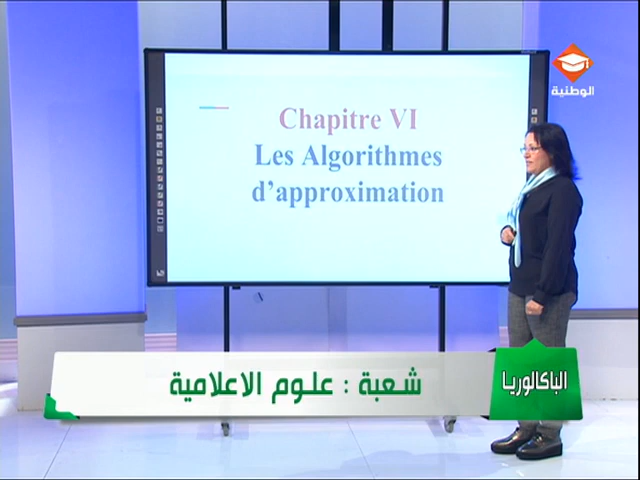 الوطنية
Chapitre VI
Les Algorithmes
d’approximation
الباكالوريا
شعبة : علوم الاعلامية